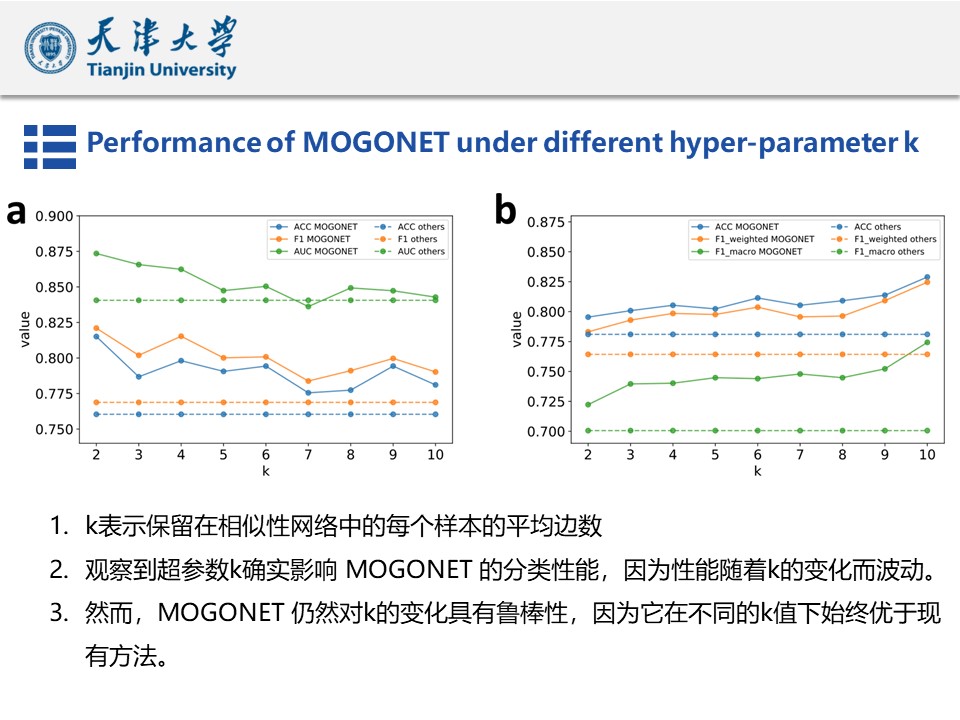 天津大学
Tianjin University
Performance of MOGONET under different hyper-parameter k
a
0.900
0.875
0.850
0.825
0.800
0.775
0.750
value
2 3 4 5 6 7 8 9 10
k
ACC MOGONET ACC others
F1 MOGONET F1 others
AUC MOGONET AUC others
b
0.875
0.850
0.825
0.800
0.775
0.750
0.725
0.700
value
2 3 4 5 6 7 8 9 10
k
ACC MOGONET ACC others
F1_weighted MOGONET F1_weighted others
F1_macro MOGONET F1_macro others
1. k表示保留在相似性网络中的每个样本的平均边数
2. 观察到超参数k确实影响 MOGONET 的分类性能，因为性能随着k的变化而波动。
3. 然而，MOGONET 仍然对k的变化具有鲁棒性，因为它在不同的k值下始终优于现
有方法。